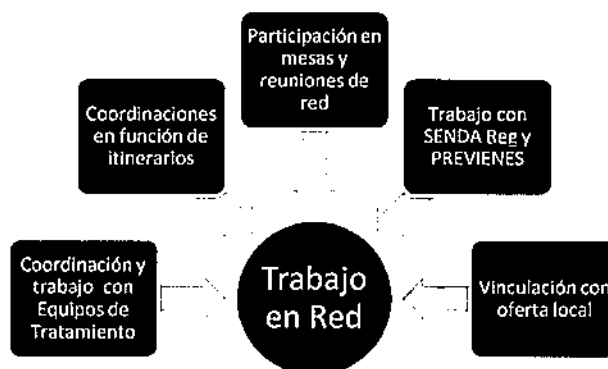 Participación en
mesas y
reuniones de
red
Coordinaciones
en función de
itinerarios
Trabajo con
SENDA Reg y
PREVIENES
Coordinación y
trabajo con
Equipos de
Tratamiento
Trabajo
en Red
Vinculación con
oferta local